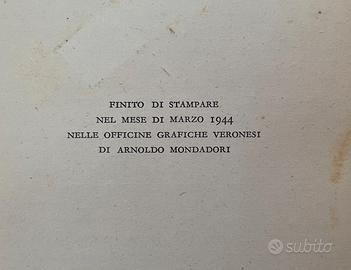 FINITO DI STAMPARE
NEL MESE DI MARZO 1944
NELLE OFFICINE GRAFICHE VERONESI
DI ARNOLDO MONDADORI
subito